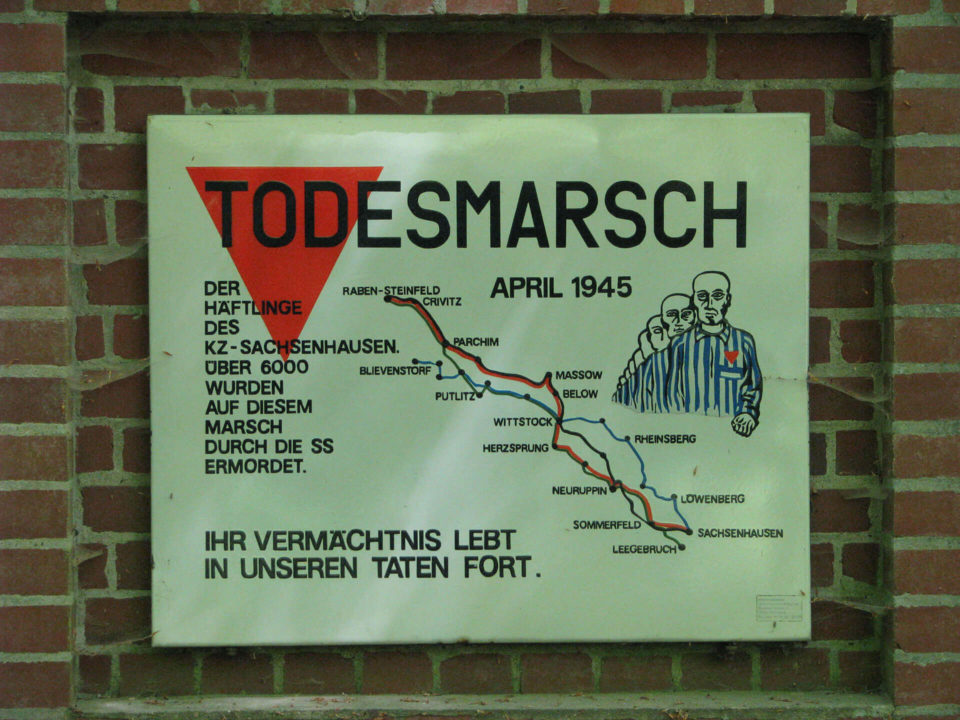 TODESMARSCH
APRIL 1945
DER
HÄFTLINGE
DES
KZ-SACHSENHAUSEN.
ÜBER 6000
WURDEN
AUF DIESEM
MARSCH
DURCH DIE SS
ERMORDET.
RABEN-STEINFELD
CRIVITZ
PARCHIM
BLIEVENSTORF
PUTLITZ
MASSOW
BELOW
WITTSTOCK
RHEINSBERG
HERZSPRUNG
NEURUPPIN
LÖWENBERG
SOMMERFELD
SACHSENHAUSEN
LEEGEBRUCH
IHR VERMÄCHTNIS LEBT
IN UNSEREN TATEN FORT.